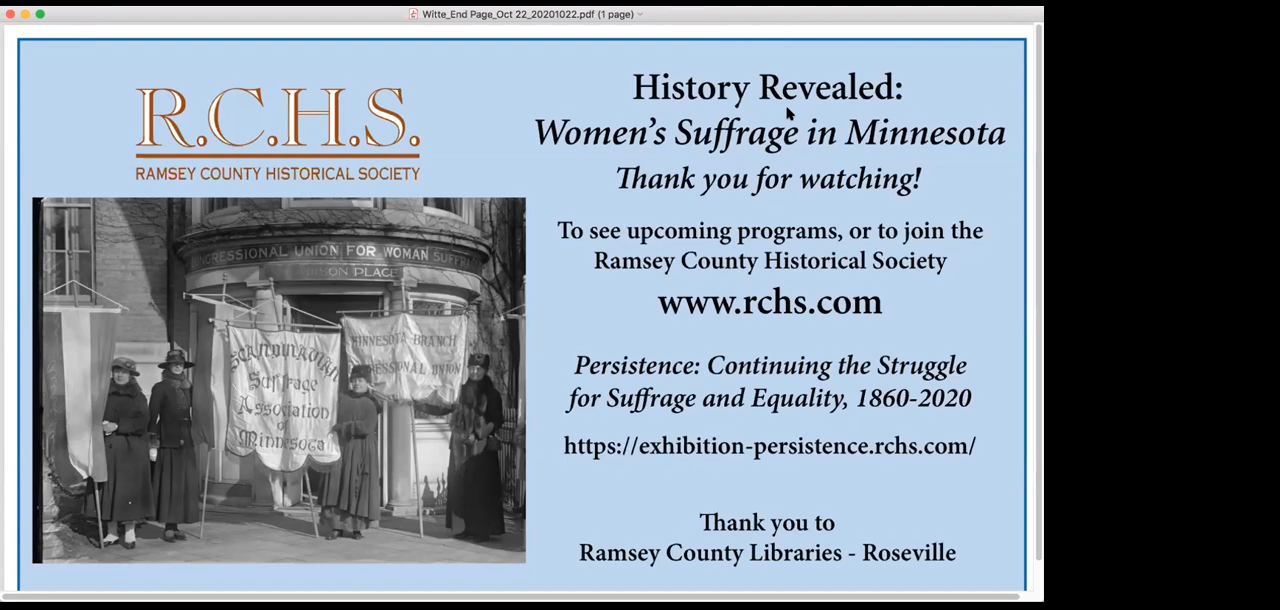 Witte_End Page_Oct 22_20201022.pdf (1 page)
R.C.H.S.
RAMSEY COUNTY HISTORICAL SOCIETY
History Revealed:
Women's Suffrage in Minnesota
Thank you for watching!
To see upcoming programs, or to join the
Ramsey County Historical Society
www.rchs.com
Persistence: Continuing the Struggle
for Suffrage and Equality, 1860-2020
https://exhibition-persistence.rchs.com/
Thank you to
Ramsey County Libraries - Roseville
UNION FOR WOMAN
PLACE
SCANDINAVIAN
Suffrage
Association
of
Minnesota
MINNESOTA BRANCH
UNION